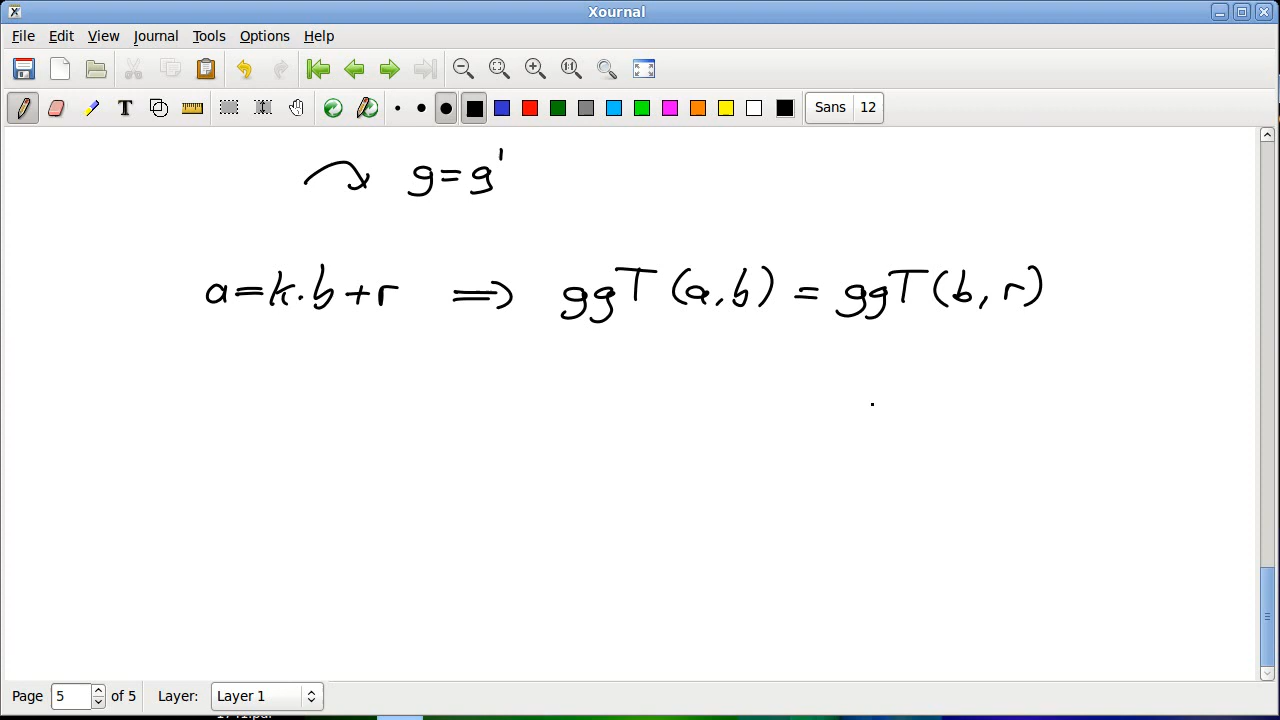 Xournal
File Edit View Journal Tools Options Help
Sans 12
g = g'
a = k·b + r ⟹ ggT (a, b) = ggT (b, r)
Page 5 of 5 Layer: Layer 1